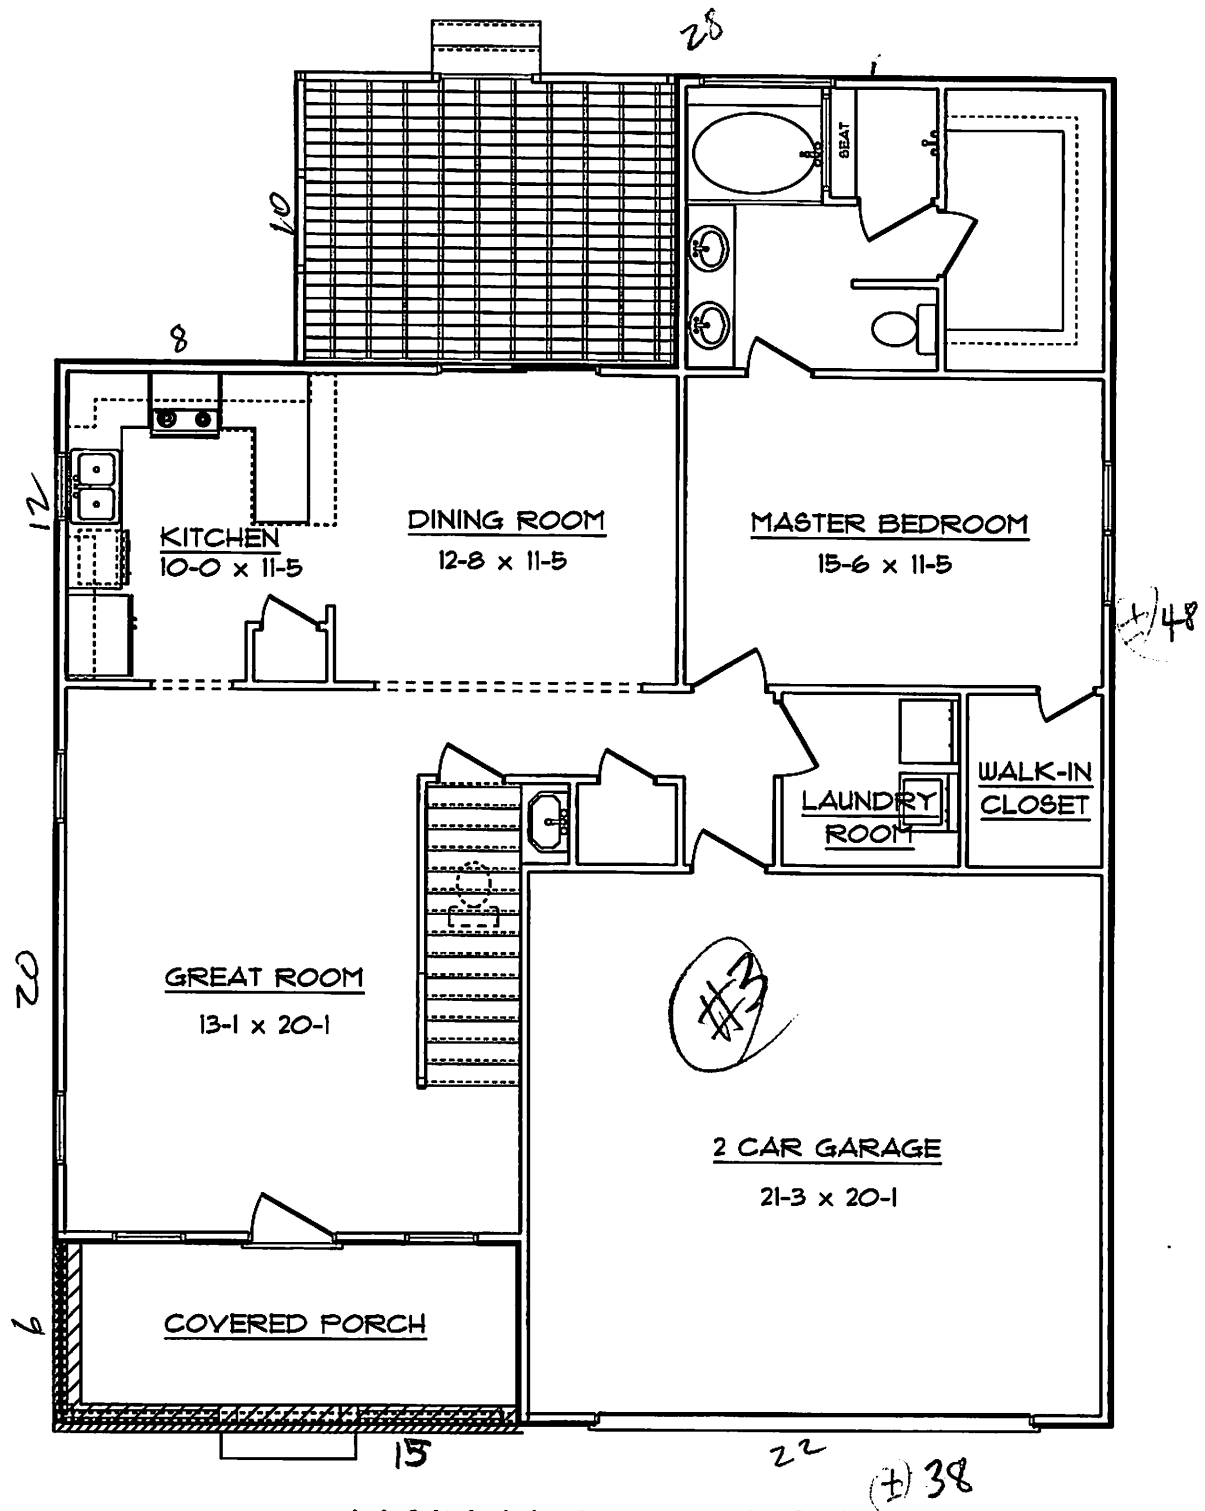 28
10
SEAT
8
12
KITCHEN
10-0 x 11-5
DINING ROOM
12-8 x 11-5
MASTER BEDROOM
15-6 x 11-5
± 48
WALK-IN
CLOSET
LAUNDRY
ROOM
20
GREAT ROOM
13-1 x 20-1
#3
2 CAR GARAGE
21-3 x 20-1
6
COVERED PORCH
15
22
± 38